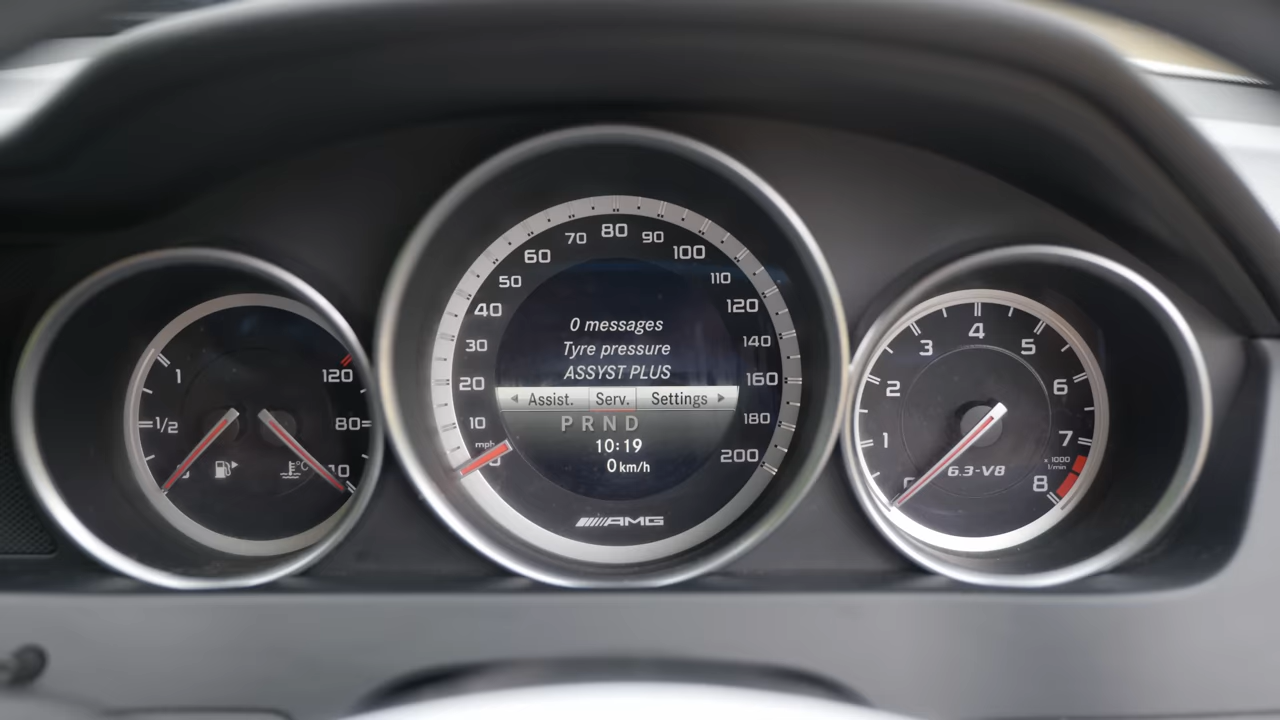 1
1/2
120
80
10
mph
10
20
30
40
50
60
70
80
90
100
110
120
140
160
180
200
0 messages
Tyre pressure
ASSYST PLUS
Assist. Serv. Settings
P R N D
10:19
0 km/h
AMG
1
2
3
4
5
6
7
8
x 1000
1/min
6.3-V8
°C